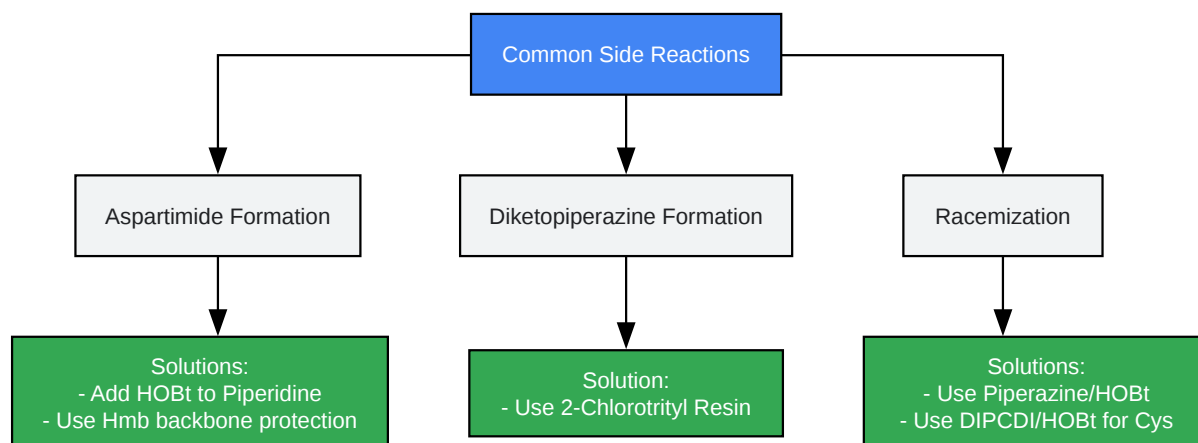 Common Side Reactions
Aspartimide Formation
Diketopiperazine Formation
Racemization
Solutions:
- Add HOBt to Piperidine
- Use Hmb backbone protection
Solution:
- Use 2-Chlorotrityl Resin
Solutions:
- Use Piperazine/HOBt
- Use DIPCDI/HOBt for Cys